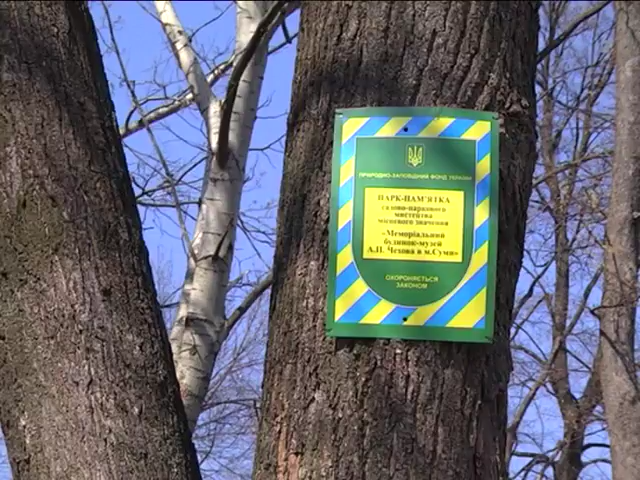 ПРИРОДНО-ЗАПОВІДНИЙ ФОНД УКРАЇНИ
ПАРК-ПАМ'ЯТКА
садово-паркового
мистецтва
місцевого значення
«Меморіальний
будинок-музей
А.П. Чехова в м.Суми»
ОХОРОНЯЄТЬСЯ
ЗАКОНОМ